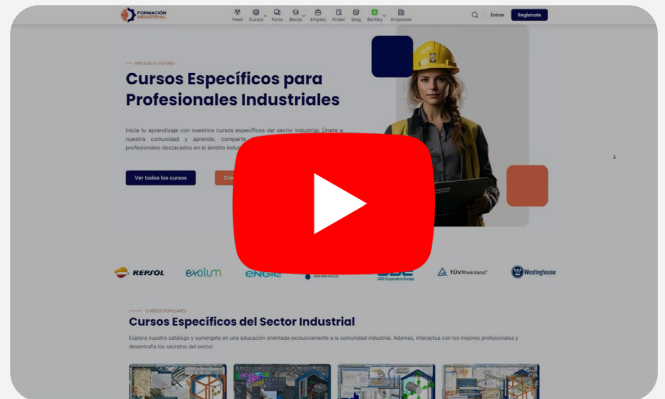 FORMACIÓN
INDUSTRIAL
Feed Cursos Foros Becas Empleo Finder Blog Bentley Empresas
Entrar Regístrate
IMPULSA TU FUTURO
Cursos Específicos para
Profesionales Industriales
Inicia tu aprendizaje con nuestros cursos específicos del sector industrial. Únete a
nuestra comunidad y aprende, comparte
profesionales destacados en el ámbito
Ver todos los cursos
REPSOL exolum ENGIE UBE TÜVRheinland Westinghouse
UBE Corporation Europe
CURSOS POPULARES
Cursos Específicos del Sector Industrial
Explora nuestro catálogo y sumérgete en una educación orientada exclusivamente a la comunidad industrial. Además, interactúa con los mejores profesionales y
desentraña los secretos del sector.